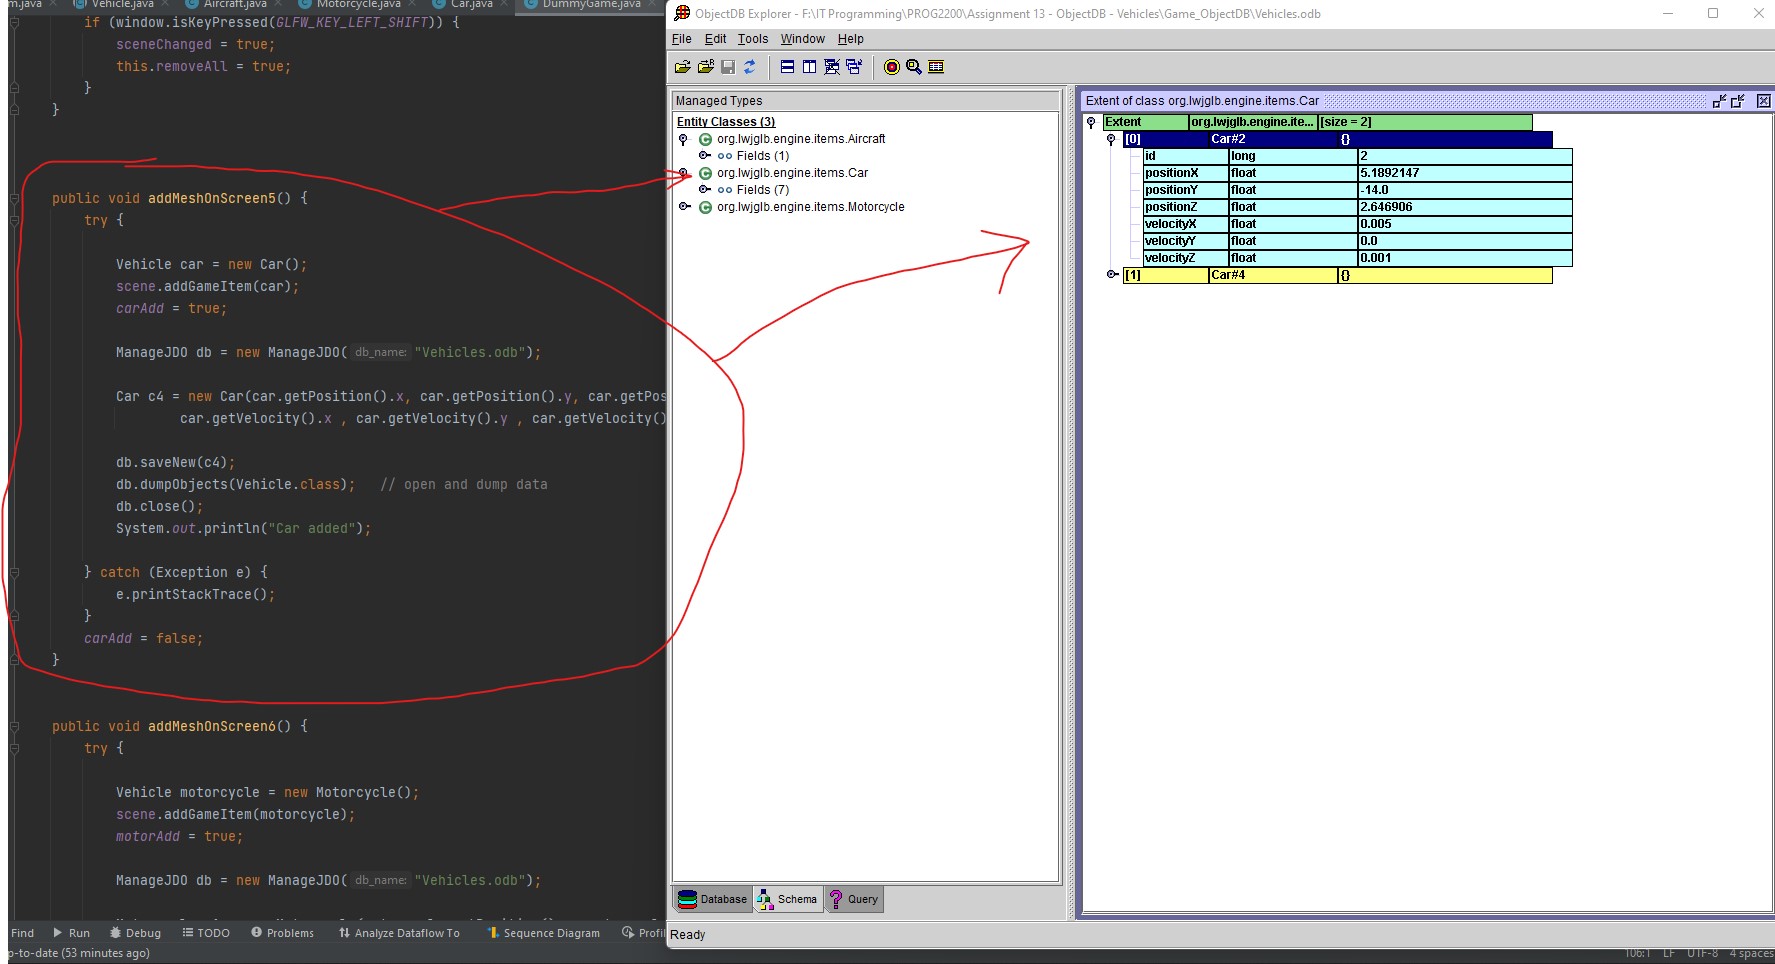 m.java
Vehicle.java
Aircraft.java
Motorcycle.java
Car.java
DummyGame.java
if (window.isKeyPressed(GLFW_KEY_LEFT_SHIFT)) {
sceneChanged = true;
this.removeAll = true;
}
}
public void addMeshOnScreen5() {
try {
Vehicle car = new Car();
scene.addGameItem(car);
carAdd = true;
ManageJDO db = new ManageJDO( db_name: "Vehicles.odb");
Car c4 = new Car(car.getPosition().x, car.getPosition().y, car.getPos
car.getVelocity().x , car.getVelocity().y , car.getVelocity()
db.saveNew(c4);
db.dumpObjects(Vehicle.class); // open and dump data
db.close();
System.out.println("Car added");
} catch (Exception e) {
e.printStackTrace();
}
carAdd = false;
}
public void addMeshOnScreen6() {
try {
Vehicle motorcycle = new Motorcycle();
scene.addGameItem(motorcycle);
motorAdd = true;
ManageJDO db = new ManageJDO( db_name: "Vehicles.odb");
Find Run Debug TODO Problems Analyze Dataflow To Sequence Diagram Profil
p-to-date (53 minutes ago)
ObjectDB Explorer - F:\IT Programming\PROG2200\Assignment 13 - ObjectDB - Vehicles\Game_ObjectDB\Vehicles.odb
File Edit Tools Window Help
Managed Types
Entity Classes (3)
org.lwjglb.engine.items.Aircraft
Fields (1)
org.lwjglb.engine.items.Car
Fields (7)
org.lwjglb.engine.items.Motorcycle
Database Schema Query
Ready
Extent of class org.lwjglb.engine.items.Car
Extent org.lwjglb.engine.ite... [size = 2]
[0] Car#2 {}
id long 2
positionX float 5.1892147
positionY float -14.0
positionZ float 2.646906
velocityX float 0.005
velocityY float 0.0
velocityZ float 0.001
[1] Car#4 {}
106:1 LF UTF-8 4 spaces